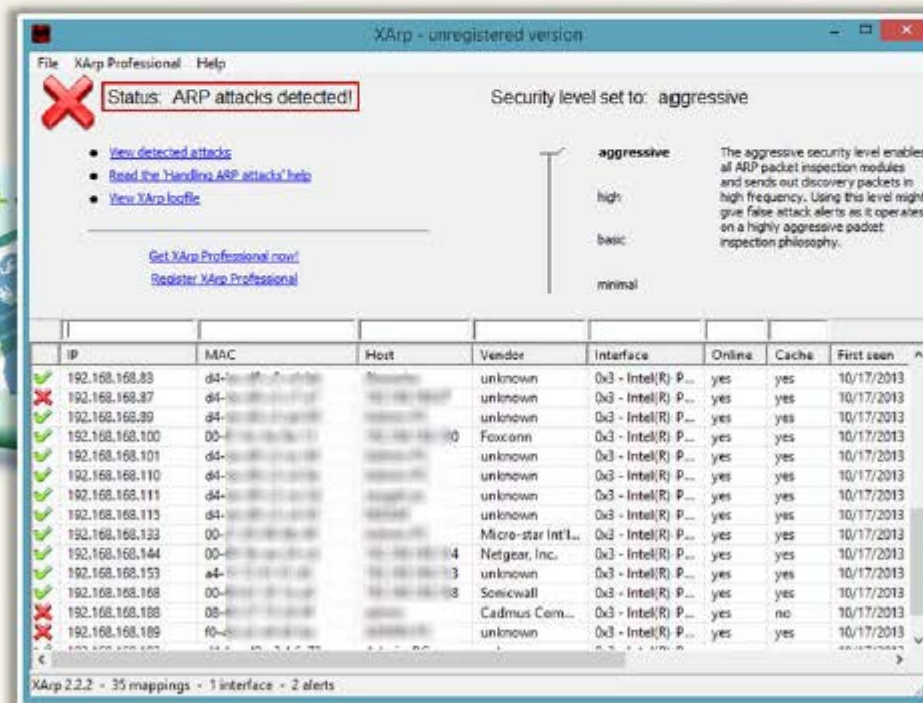 XArp - unregistered version
File XArp Professional Help
Status: ARP attacks detected!
Security level set to: aggressive
View detected attacks
Read the 'Handling ARP attacks' help
View XArp logfile
Get XArp Professional now!
Register XArp Professional
aggressive
high
basic
minimal
The aggressive security level enables
all ARP packet inspection modules
and sends out discovery packets in
high frequency. Using this level might
give false attack alerts as it operates
on a highly aggressive packet
inspection philosophy.
IP MAC Host Vendor Interface Online Cache First seen
192.168.168.83 d4- unknown 0x3 - Intel(R) P... yes yes 10/17/2013
192.168.168.87 d4- unknown 0x3 - Intel(R) P... yes yes 10/17/2013
192.168.168.89 d4- unknown 0x3 - Intel(R) P... yes yes 10/17/2013
192.168.168.100 00- 0 Foxconn 0x3 - Intel(R) P... yes yes 10/17/2013
192.168.168.101 d4- unknown 0x3 - Intel(R) P... yes yes 10/17/2013
192.168.168.110 d4- unknown 0x3 - Intel(R) P... yes yes 10/17/2013
192.168.168.111 d4- unknown 0x3 - Intel(R) P... yes yes 10/17/2013
192.168.168.115 d4- unknown 0x3 - Intel(R) P... yes yes 10/17/2013
192.168.168.133 00- Micro-star Int'l... 0x3 - Intel(R) P... yes yes 10/17/2013
192.168.168.144 00- 4 Netgear, Inc. 0x3 - Intel(R) P... yes yes 10/17/2013
192.168.168.153 a4- 3 unknown 0x3 - Intel(R) P... yes yes 10/17/2013
192.168.168.168 00- 8 Sonicwall 0x3 - Intel(R) P... yes yes 10/17/2013
192.168.168.188 08- Cadmus Com... 0x3 - Intel(R) P... yes no 10/17/2013
192.168.168.189 f0- unknown 0x3 - Intel(R) P... yes yes 10/17/2013
XArp 2.2.2 - 35 mappings - 1 interface - 2 alerts